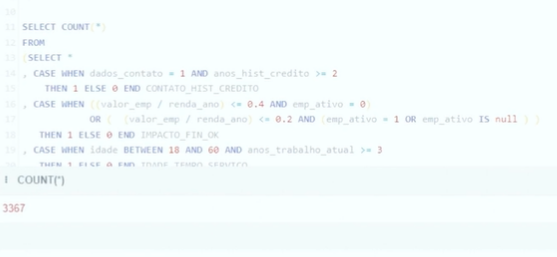 10
11 SELECT COUNT(*)
12 FROM
13 (SELECT *
14 , CASE WHEN dados_contato = 1 AND anos_hist_credito >= 2
15 THEN 1 ELSE 0 END CONTATO_HIST_CREDITO
16 , CASE WHEN ((valor_emp / renda_ano) <= 0.4 AND emp_ativo = 0)
17 OR ( (valor_emp / renda_ano) <= 0.2 AND (emp_ativo = 1 OR emp_ativo IS null ) )
18 THEN 1 ELSE 0 END IMPACTO_FIN_OK
19 , CASE WHEN idade BETWEEN 18 AND 60 AND anos_trabalho_atual >= 3
20 THEN 1 ELSE 0 END IDADE_TEMPO_SERVICO
COUNT(*)
3367